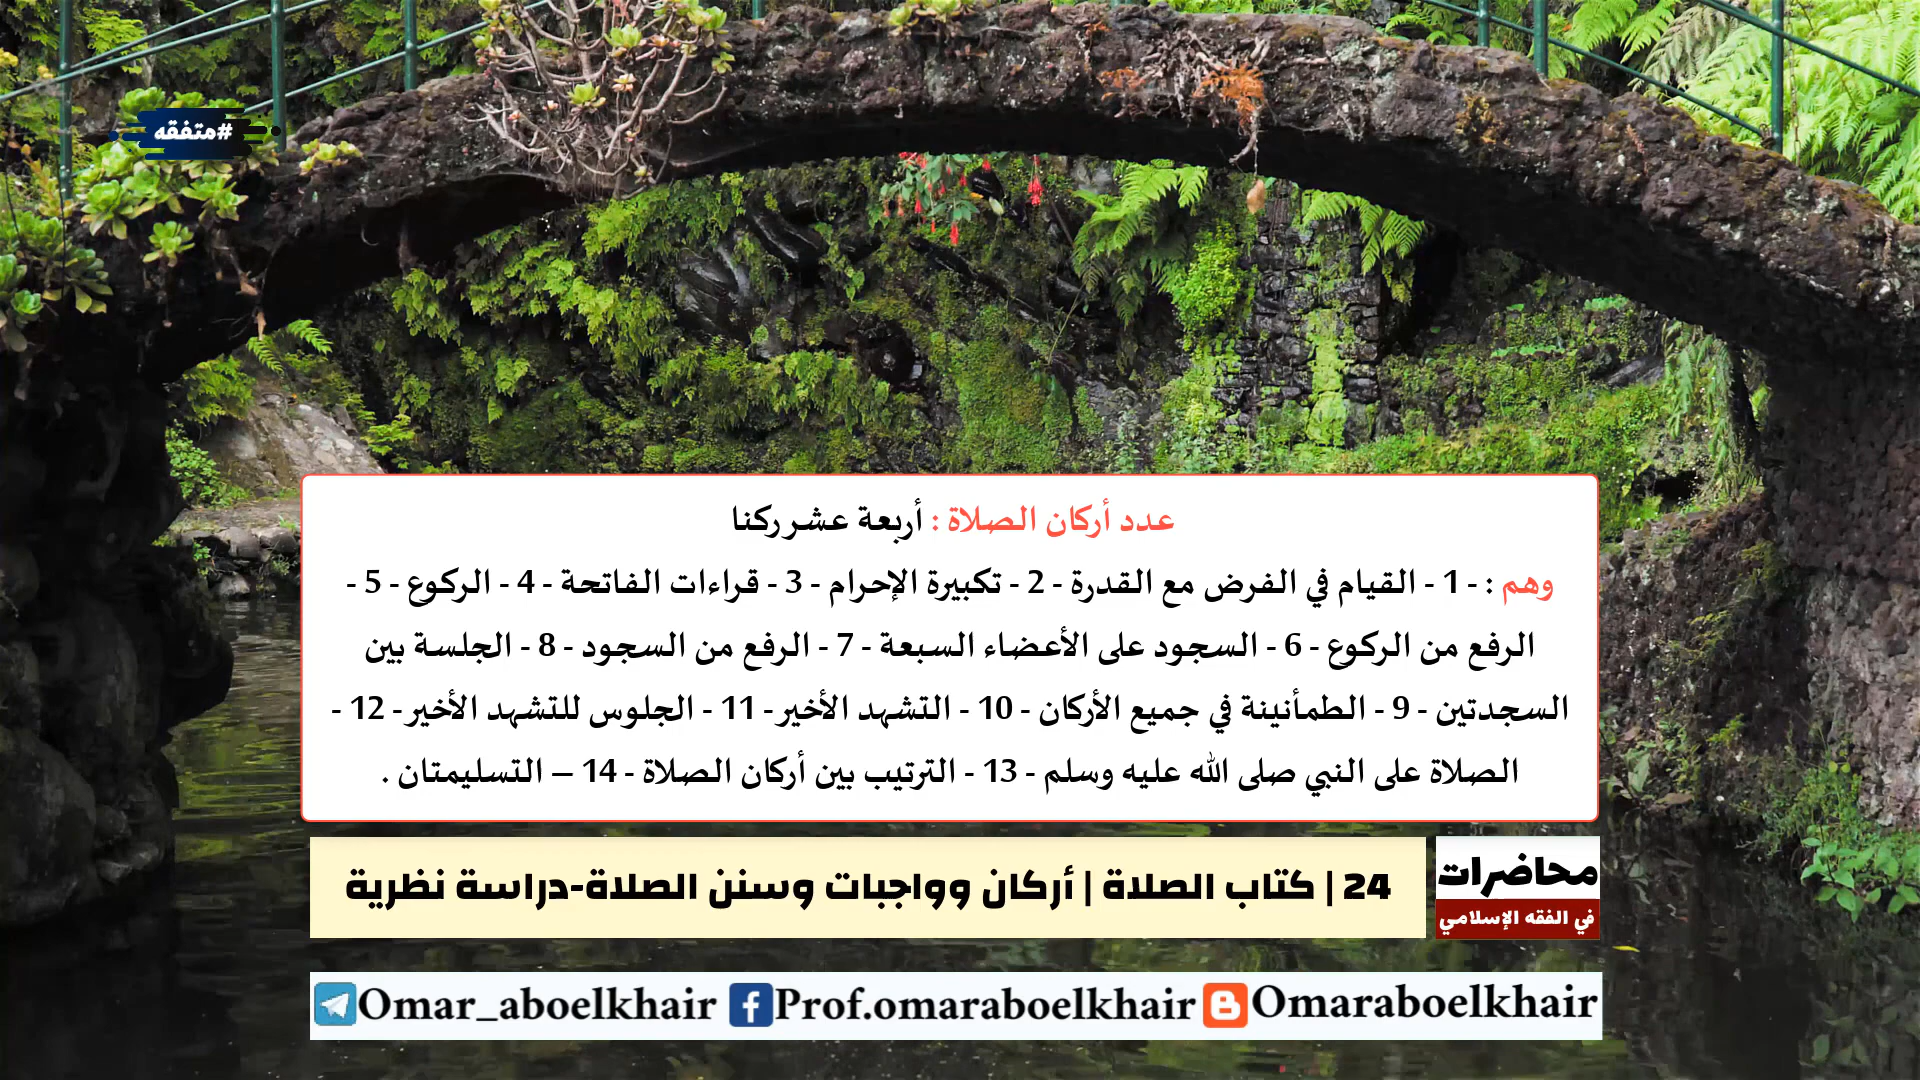 #متفقه
عدد أركان الصلاة : أربعة عشر ركنا
وهم : - 1 - القيام في الفرض مع القدرة - 2 - تكبيرة الإحرام - 3 - قراءات الفاتحة - 4 - الركوع - 5 -
الرفع من الركوع - 6 - السجود على الأعضاء السبعة - 7 - الرفع من السجود - 8 - الجلسة بين
السجدتين - 9 - الطمأنينة في جميع الأركان - 10 - التشهد الأخير - 11 - الجلوس للتشهد الأخير - 12 -
الصلاة على النبي صلى الله عليه وسلم - 13 - الترتيب بين أركان الصلاة - 14 – التسليمتان .
محاضرات
في الفقه الإسلامي
24 | كتاب الصلاة | أركان وواجبات وسنن الصلاة-دراسة نظرية
Omar_aboelkhair Prof.omaraboelkhair Omaraboelkhair